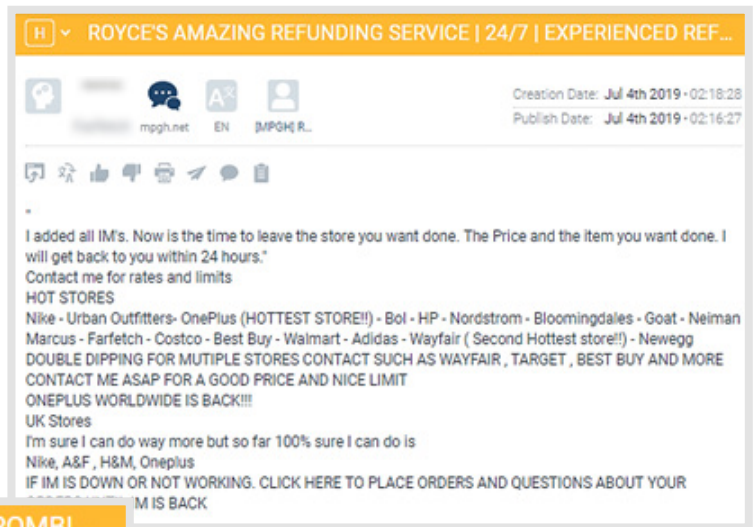 H ROYCE'S AMAZING REFUNDING SERVICE | 24/7 | EXPERIENCED REF...
Creation Date: Jul 4th 2019 • 02:18:28
mpgh.net EN [MPGH] R... Publish Date: Jul 4th 2019 • 02:16:27
"
I added all IM's. Now is the time to leave the store you want done. The Price and the item you want done. I
will get back to you within 24 hours."
Contact me for rates and limits
HOT STORES
Nike - Urban Outfitters- OnePlus (HOTTEST STORE!!) - Bol - HP - Nordstrom - Bloomingdales - Goat - Neiman
Marcus - Farfetch - Costco - Best Buy - Walmart - Adidas - Wayfair ( Second Hottest store!!) - Newegg
DOUBLE DIPPING FOR MUTIPLE STORES CONTACT SUCH AS WAYFAIR , TARGET , BEST BUY AND MORE
CONTACT ME ASAP FOR A GOOD PRICE AND NICE LIMIT
ONEPLUS WORLDWIDE IS BACK!!!
UK Stores
I'm sure I can do way more but so far 100% sure I can do is
Nike, A&F , H&M, Oneplus
IF IM IS DOWN OR NOT WORKING. CLICK HERE TO PLACE ORDERS AND QUESTIONS ABOUT YOUR
IM IS BACK